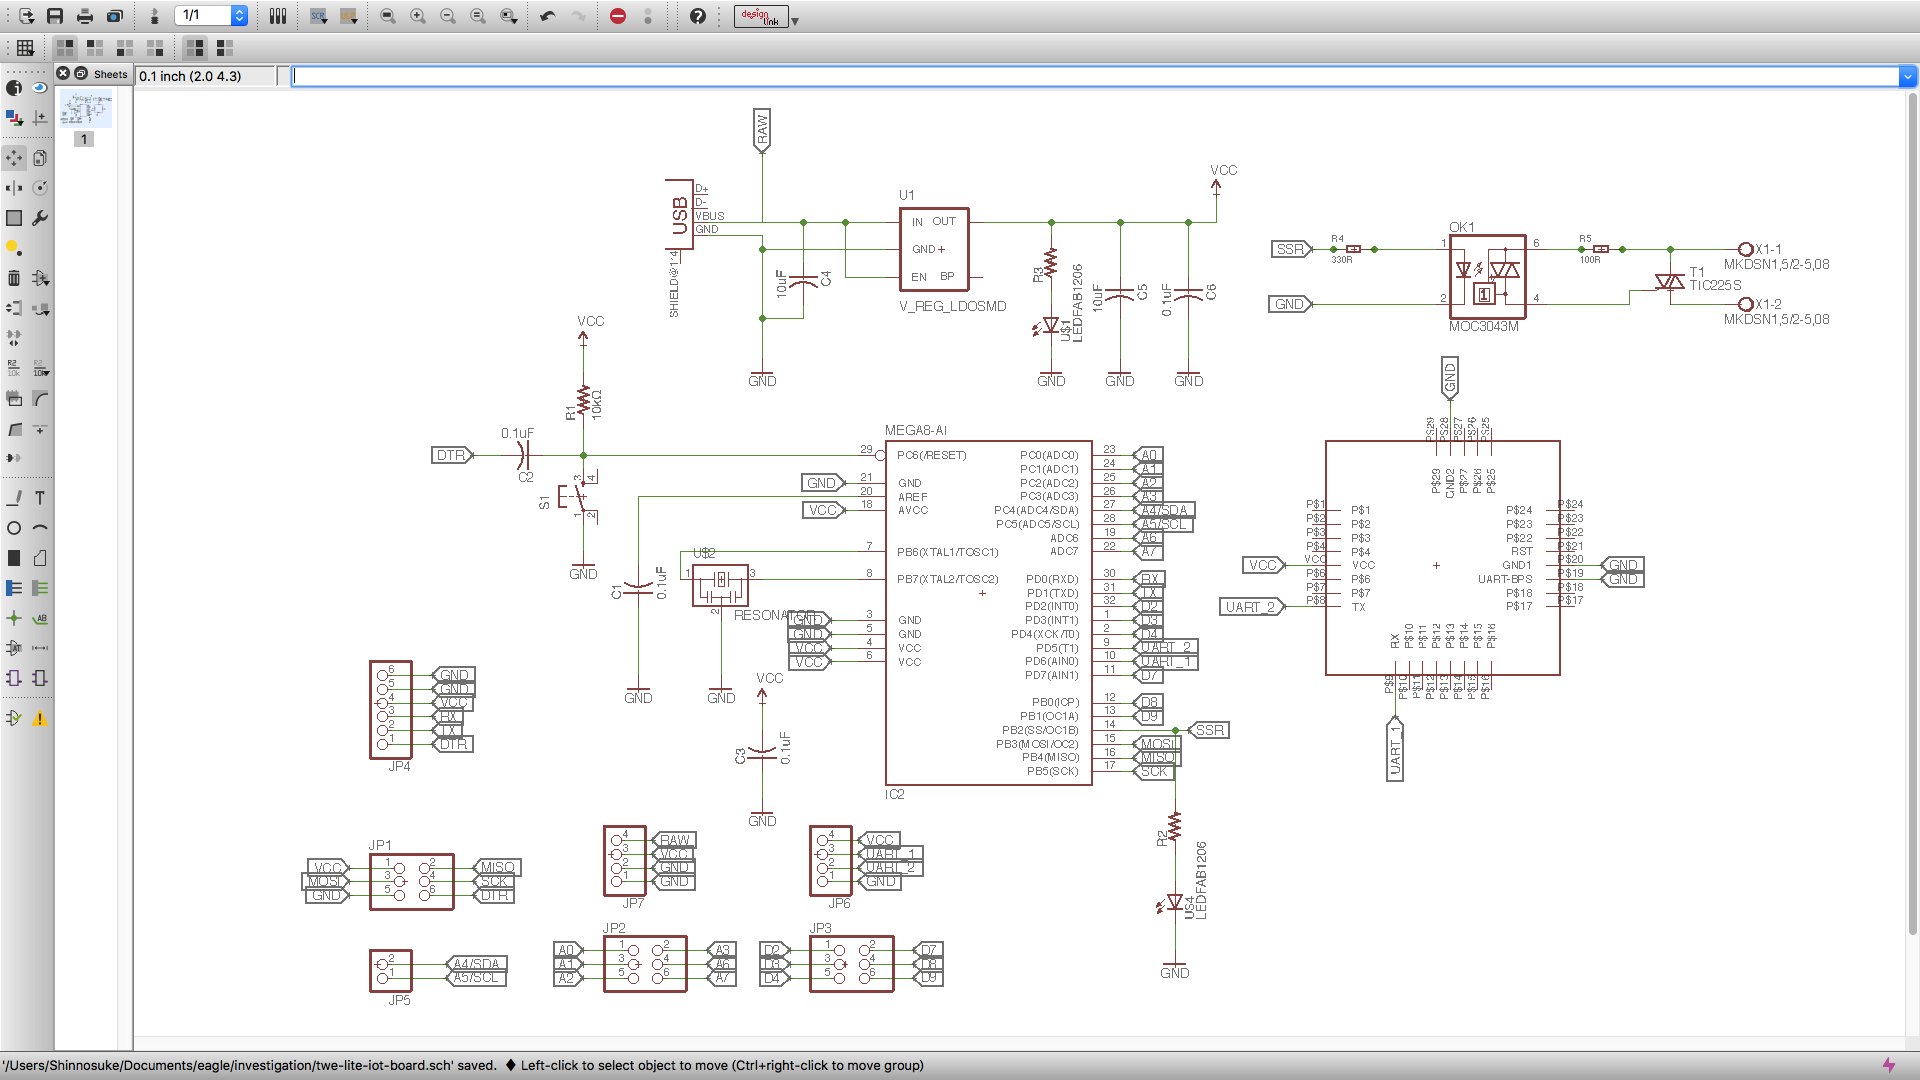 1/1
design
link
Sheets
0.1 inch (2.0 4.3)
1
RAW
VCC
USB
D+
D-
VBUS
GND
SHIELD@1'4
10uF
C4
U1
IN OUT
GND+
EN BP
V_REG_LDOSMD
GND
R3
LEDFAB1206
GND
10uF
C5
GND
0.1uF
C6
GND
SSR
R4
330R
GND
OK1
1
2
6
4
1
MOC3043M
R5
100R
T1
TIC225S
X1-1
MKDSN1,5/2-5,08
X1-2
MKDSN1,5/2-5,08
VCC
R1
10kΩ
DTR
0.1uF
C2
S1
3
4
1
2
GND
C1
0.1uF
GND
1
3
2
RESONATOR
GND
VCC
C3
0.1uF
GND
MEGA8-AI
29 PC6(/RESET)
GND 21 GND
20 AREF
VCC 18 AVCC
7 PB6(XTAL1/TOSC1)
8 PB7(XTAL2/TOSC2)
GND 3 GND
GND 5 GND
VCC 4 VCC
VCC 6 VCC
PC0(ADC0) 23 A0
PC1(ADC1) 24 A1
PC2(ADC2) 25 A2
PC3(ADC3) 26 A3
PC4(ADC4/SDA) 27 A4/SDA
PC5(ADC5/SCL) 28 A5/SCL
ADC6 19 A6
ADC7 22 A7
PD0(RXD) 30 RX
PD1(TXD) 31 TX
PD2(INT0) 32 D2
PD3(INT1) 1 D3
PD4(XCK/T0) 2 D4
PD5(T1) 9 UART_2
PD6(AIN0) 10 UART_1
PD7(AIN1) 11 D7
PB0(ICP) 12 D8
PB1(OC1A) 13 D9
PB2(SS/OC1B) 14 SSR
PB3(MOSI/OC2) 15 MOSI
PB4(MISO) 16 MISO
PB5(SCK) 17 SCK
IC2
R2
US4
LEDFAB1206
GND
GND
P$29 P$28 P$27 P$26 P$25
P$29 GND2 P$27 P$26 P$25
P$1 P$1
P$2 P$2
P$3 P$3
P$4 P$4
VCC VCC VCC
P$6 P$6
P$7 P$7
UART_2 P$8 TX
P$24 P$24
P$23 P$23
P$22 P$22
RST P$21
GND1 P$20 GND
UART-BPS P$19 GND
P$18 P$18
P$17 P$17
RX P$10 P$11 P$12 P$13 P$14 P$15 P$16
P$9 P$10 P$11 P$12 P$13 P$14 P$15 P$16
UART_1
6 GND
5 GND
4 VCC
3 RX
2 TX
1 DTR
JP4
JP1
VCC 1 2 MISO
MOSI 3 4 SCK
GND 5 6 DTR
2 A4/SDA
1 A5/SCL
JP5
4 RAW
3 VCC
2 GND
1 GND
JP7
4 VCC
3 UART_1
2 UART_2
1 GND
JP6
JP2
A0 1 2 A3
A1 3 4 A6
A2 5 6 A7
JP3
D2 1 2 D7
D3 3 4 D8
D4 5 6 D9
'/Users/Shinnosuke/Documents/eagle/investigation/twe-lite-iot-board.sch' saved. ♦ Left-click to select object to move (Ctrl+right-click to move group)